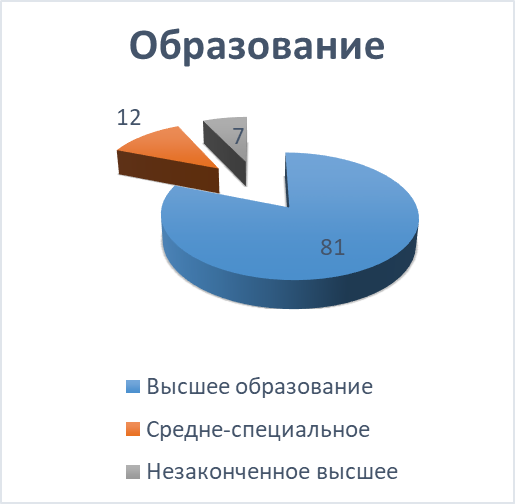 Образование
12
7
81
Высшее образование
Средне-специальное
Незаконченное высшее